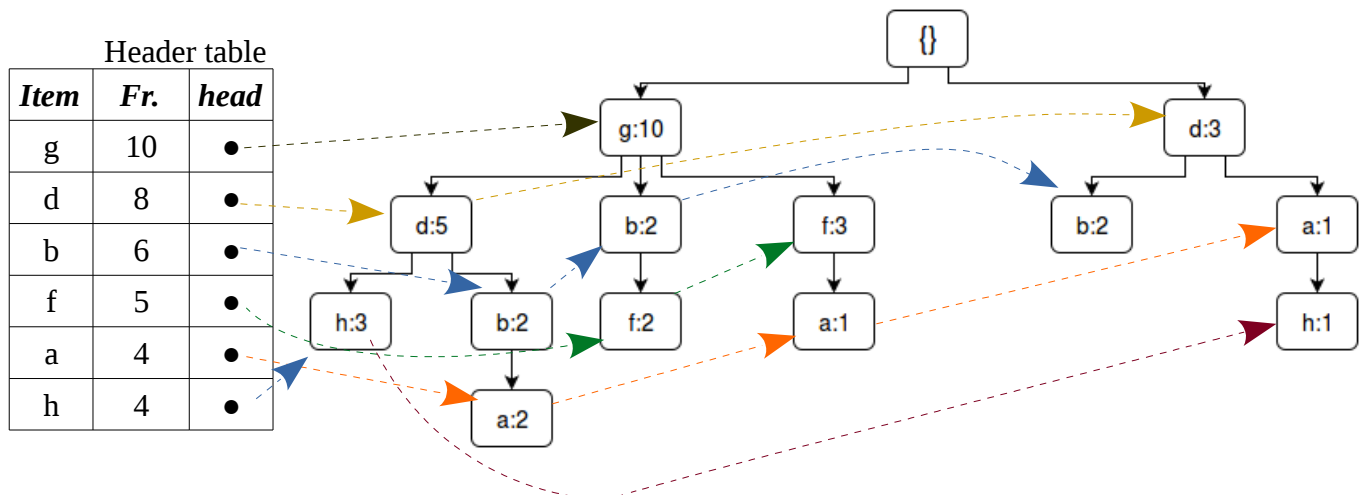 Header table
Item Fr. head
g 10
d 8
b 6
f 5
a 4
h 4
{}
g:10 d:3
d:5 b:2 f:3 b:2 a:1
h:3 b:2 f:2 a:1 h:1
a:2